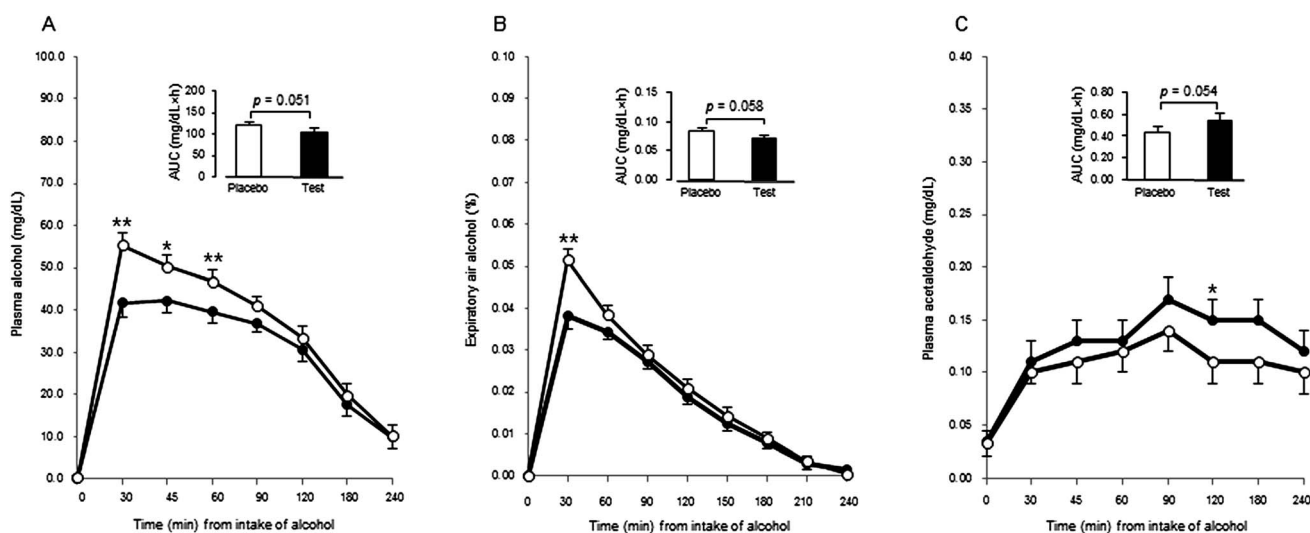 A
100.0
90.0
80.0
70.0
60.0
50.0
40.0
30.0
20.0
10.0
0.0
Plasma alcohol (mg/dL)
0 30 45 60 90 120 180 240
Time (min) from intake of alcohol
** * **
AUC (mg/dL×h)
200
150
100
50
0
p = 0.051
Placebo Test
B
0.10
0.09
0.08
0.07
0.06
0.05
0.04
0.03
0.02
0.01
0.00
Expiratory air alcohol (%)
0 30 60 90 120 150 180 210 240
Time (min) from intake of alcohol
**
AUC (mg/dL×h)
0.15
0.10
0.05
0.00
p = 0.058
Placebo Test
C
0.40
0.35
0.30
0.25
0.20
0.15
0.10
0.05
0.00
Plasma acetaldehyde (mg/dL)
0 30 45 60 90 120 180 240
Time (min) from intake of alcohol
*
AUC (mg/dL×h)
0.80
0.60
0.40
0.20
0.00
p = 0.054
Placebo Test